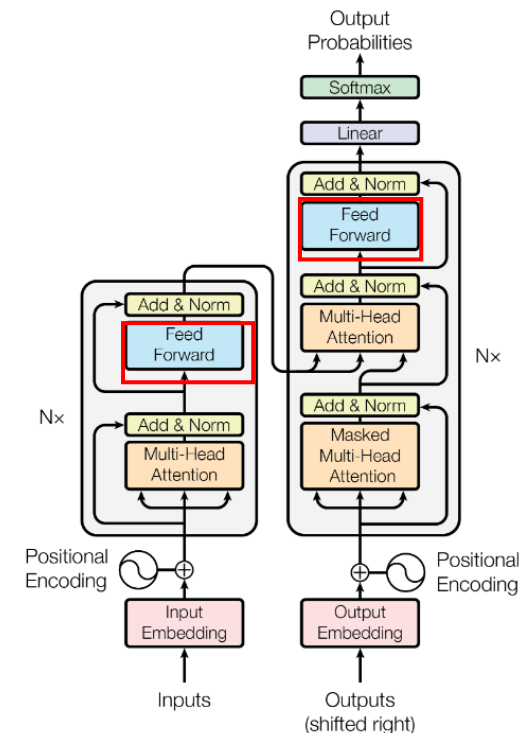 Output
Probabilities
Softmax
Linear
Add & Norm
Feed
Forward
Add & Norm
Multi-Head
Attention
Add & Norm
Masked
Multi-Head
Attention
Nx
Add & Norm
Feed
Forward
Nx
Add & Norm
Multi-Head
Attention
Positional
Encoding
Positional
Encoding
Input
Embedding
Output
Embedding
Inputs
Outputs
(shifted right)